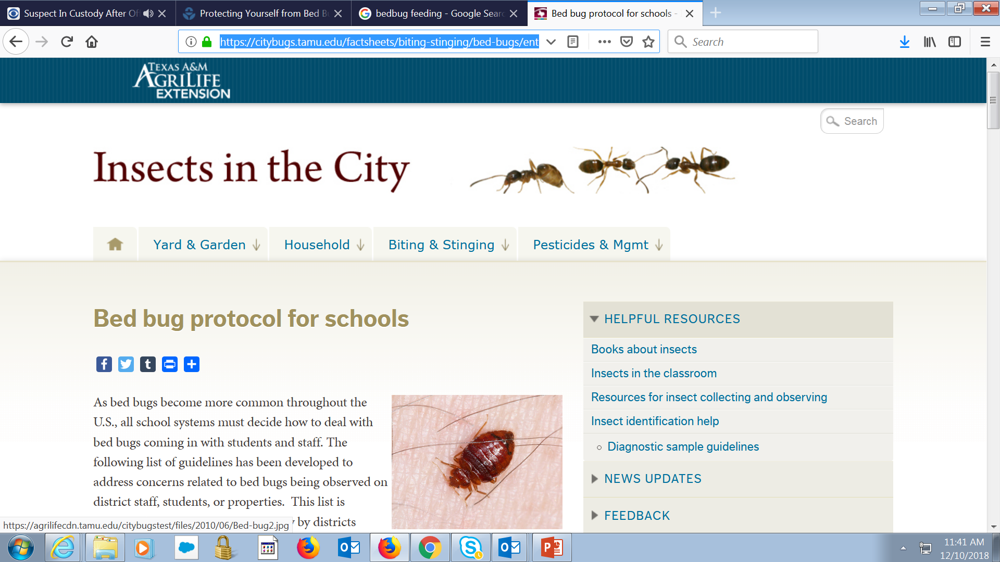 Suspect In Custody After Of
Protecting Yourself from Bed B
bedbug feeding - Google Searc
Bed bug protocol for schools -
https://citybugs.tamu.edu/factsheets/biting-stinging/bed-bugs/ent
Search
TEXAS A&M
AGRILIFE
EXTENSION
Search
Insects in the City
Yard & Garden
Household
Biting & Stinging
Pesticides & Mgmt
Bed bug protocol for schools
As bed bugs become more common throughout the
U.S., all school systems must decide how to deal with
bed bugs coming in with students and staff. The
following list of guidelines has been developed to
address concerns related to bed bugs being observed on
district staff, students, or properties.  This list is
by districts
HELPFUL RESOURCES
Books about insects
Insects in the classroom
Resources for insect collecting and observing
Insect identification help
Diagnostic sample guidelines
NEWS UPDATES
FEEDBACK
https://agrilifecdn.tamu.edu/citybugstest/files/2010/06/Bed-bug2.jpg
11:41 AM
12/10/2018